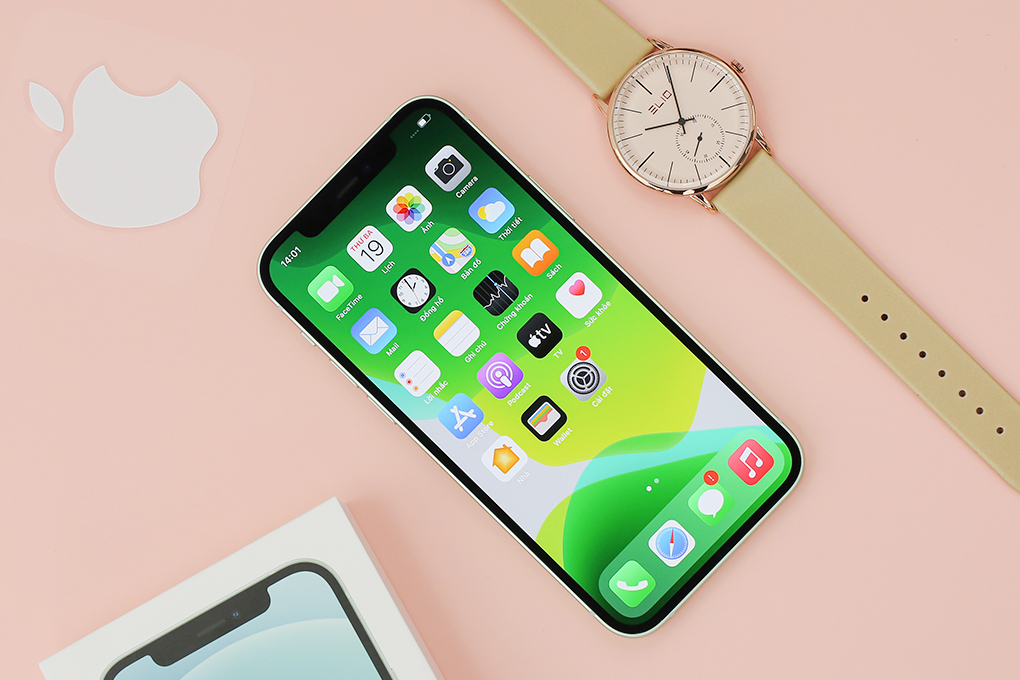 ELIO
14:01
FaceTime
THỨ BA
19
Lịch
Ảnh
Camera
Mail
Đồng hồ
Bản đồ
Thời tiết
Lời nhắc
Ghi chú
Chứng khoán
Sách
App Store
Podcast
tv
TV
Sức khỏe
Nhà
Wallet
1
Cài đặt